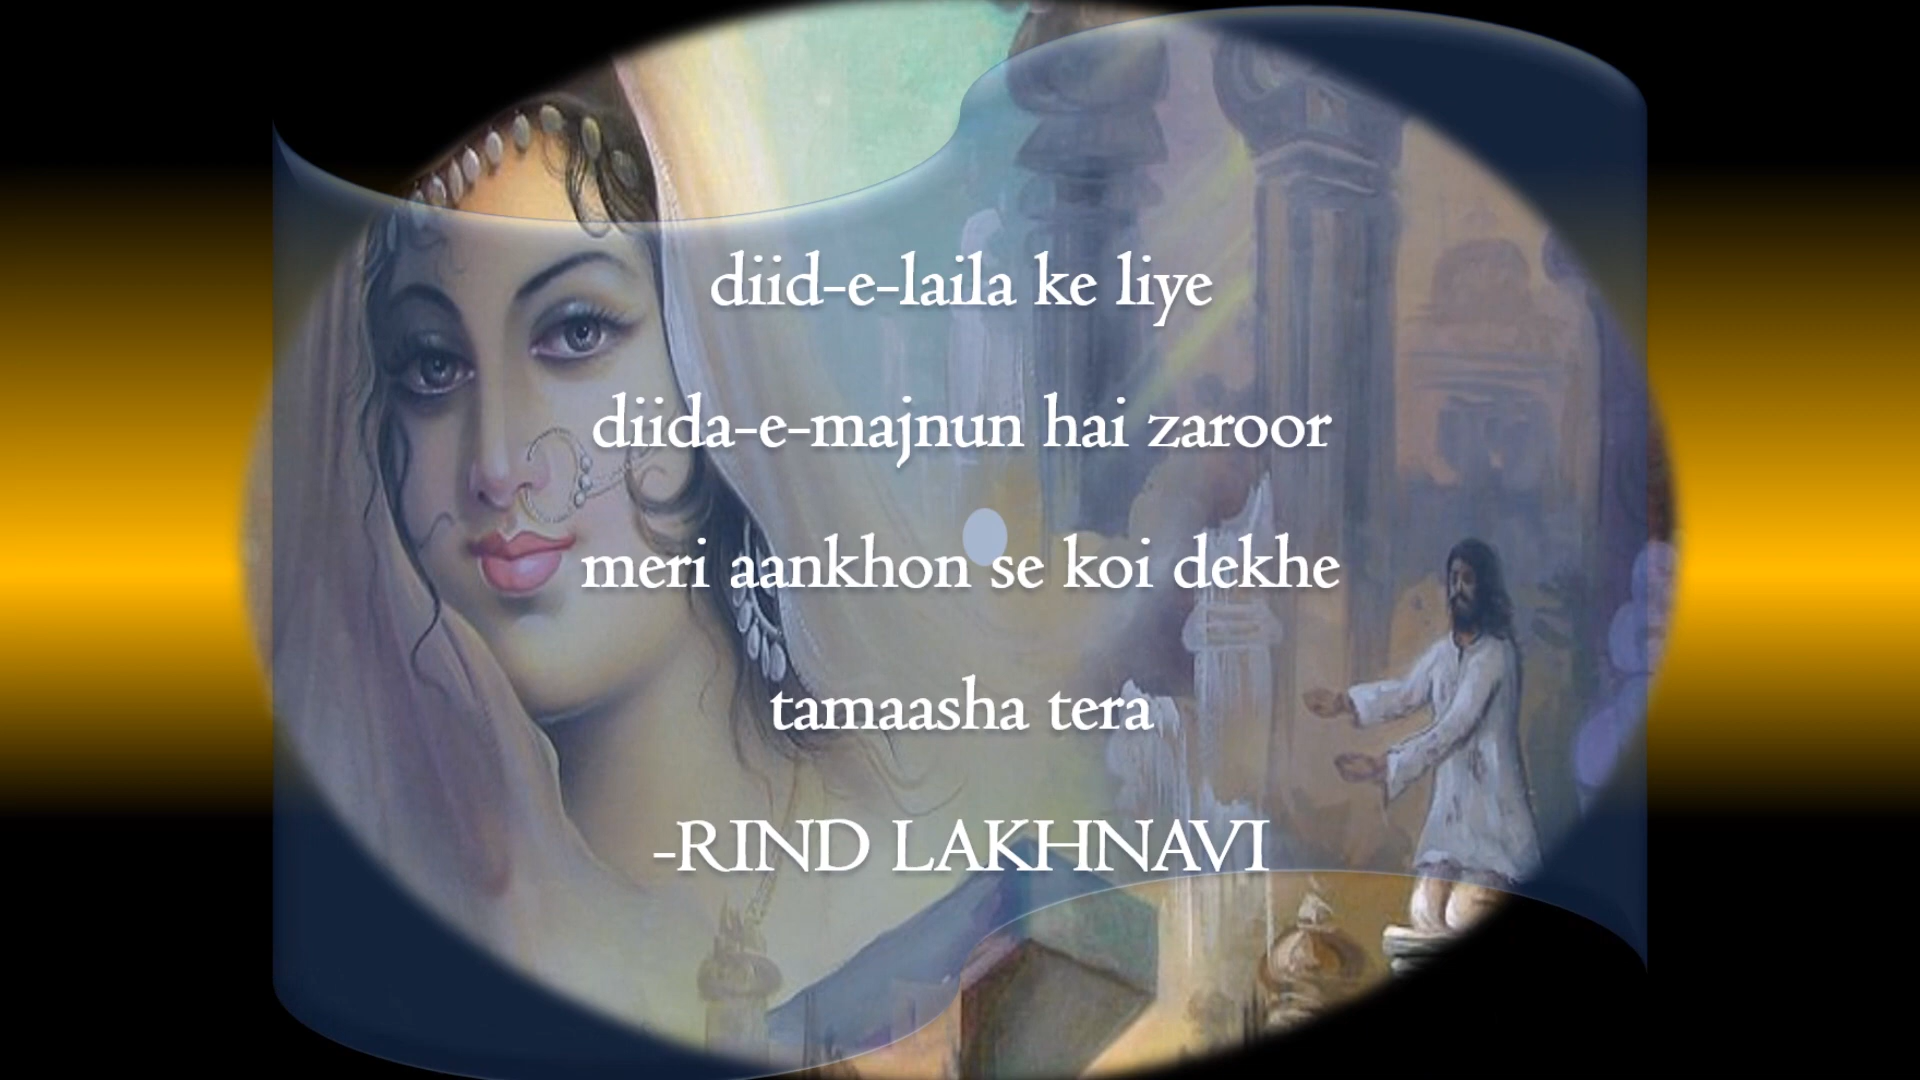 diid-e-laila ke liye
diida-e-majnun hai zaroor
meri aankhon se koi dekhe
tamaasha tera
-RIND LAKHNAVI